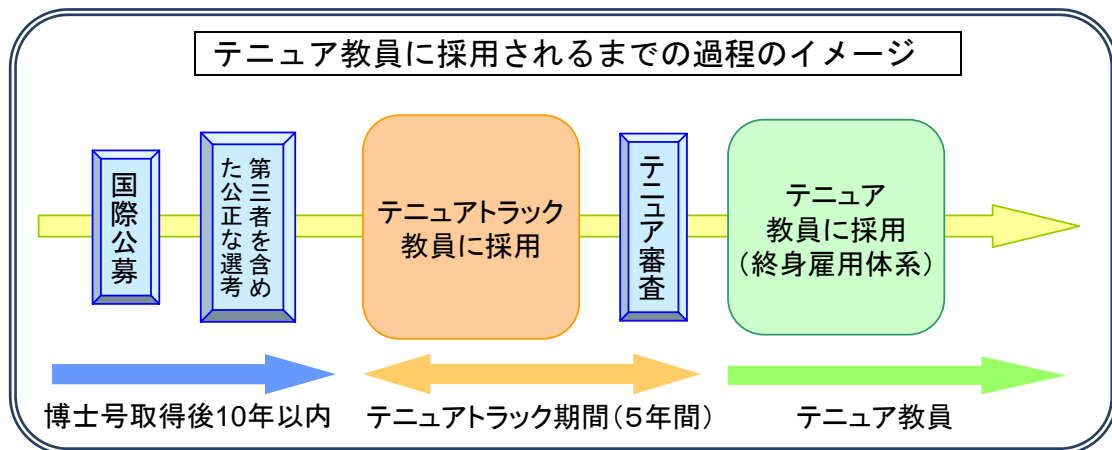 テニュア教員に採用されるまでの過程のイメージ
国際公募
第三者を含め
た公正な選考
テニュアトラック
教員に採用
テニュア審査
テニュア
教員に採用
（終身雇用体系）
博士号取得後10年以内
テニュアトラック期間（５年間）
テニュア教員